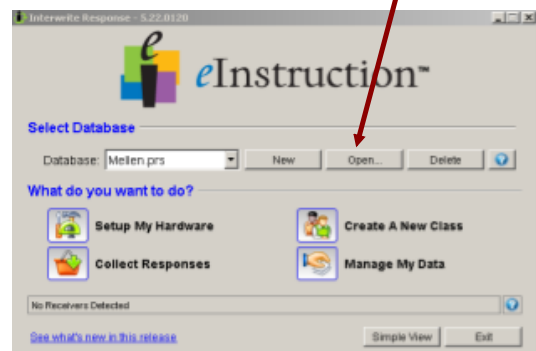 Interwrite Response - 5.22.0120
eInstruction™
Select Database
Database: Mellen.prs New Open... Delete
What do you want to do?
Setup My Hardware Create A New Class
Collect Responses Manage My Data
No Receivers Detected
See what's new in this release Simple View Exit